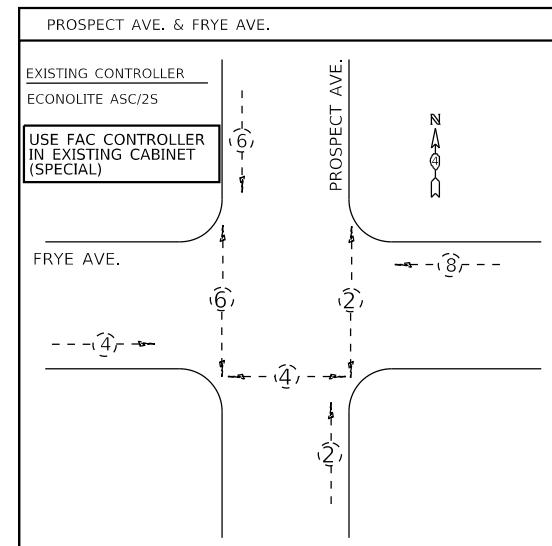 PROSPECT AVE. & FRYE AVE.
EXISTING CONTROLLER
ECONOLITE ASC/2S
USE FAC CONTROLLER
IN EXISTING CABINET
(SPECIAL)
6
PROSPECT AVE.
N
4
FRYE AVE.
8
6
2
4
4
2